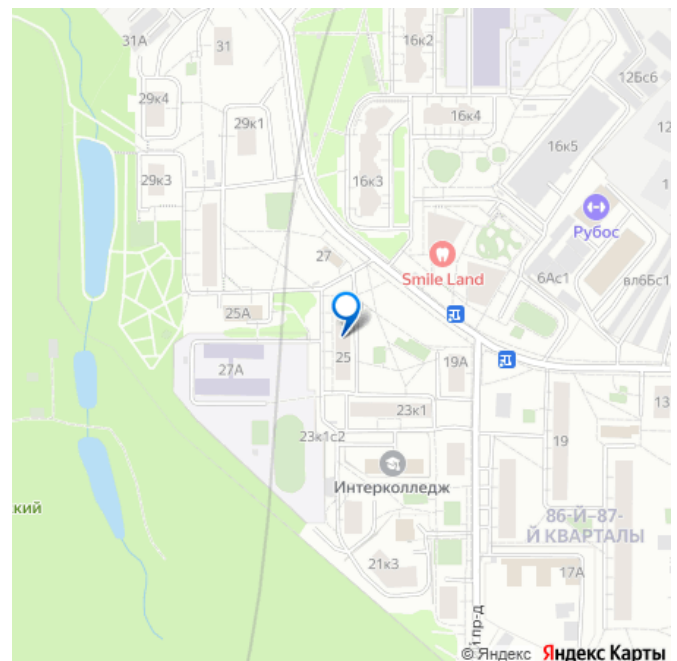 31А
31
16к2
12Бс6
29к4
29к1
16к4
12
16к5
29к3
16к3
1
Рубос
27
Smile Land
6Ас1
вл6Бс1
25А
25
19А
27А
23к1
13
23к1с2
19
Интерколледж
кий
86-Й-87-
Й КВАРТАЛЫ
21к3
17А
й пр-д
© Яндекс Яндекс Карты